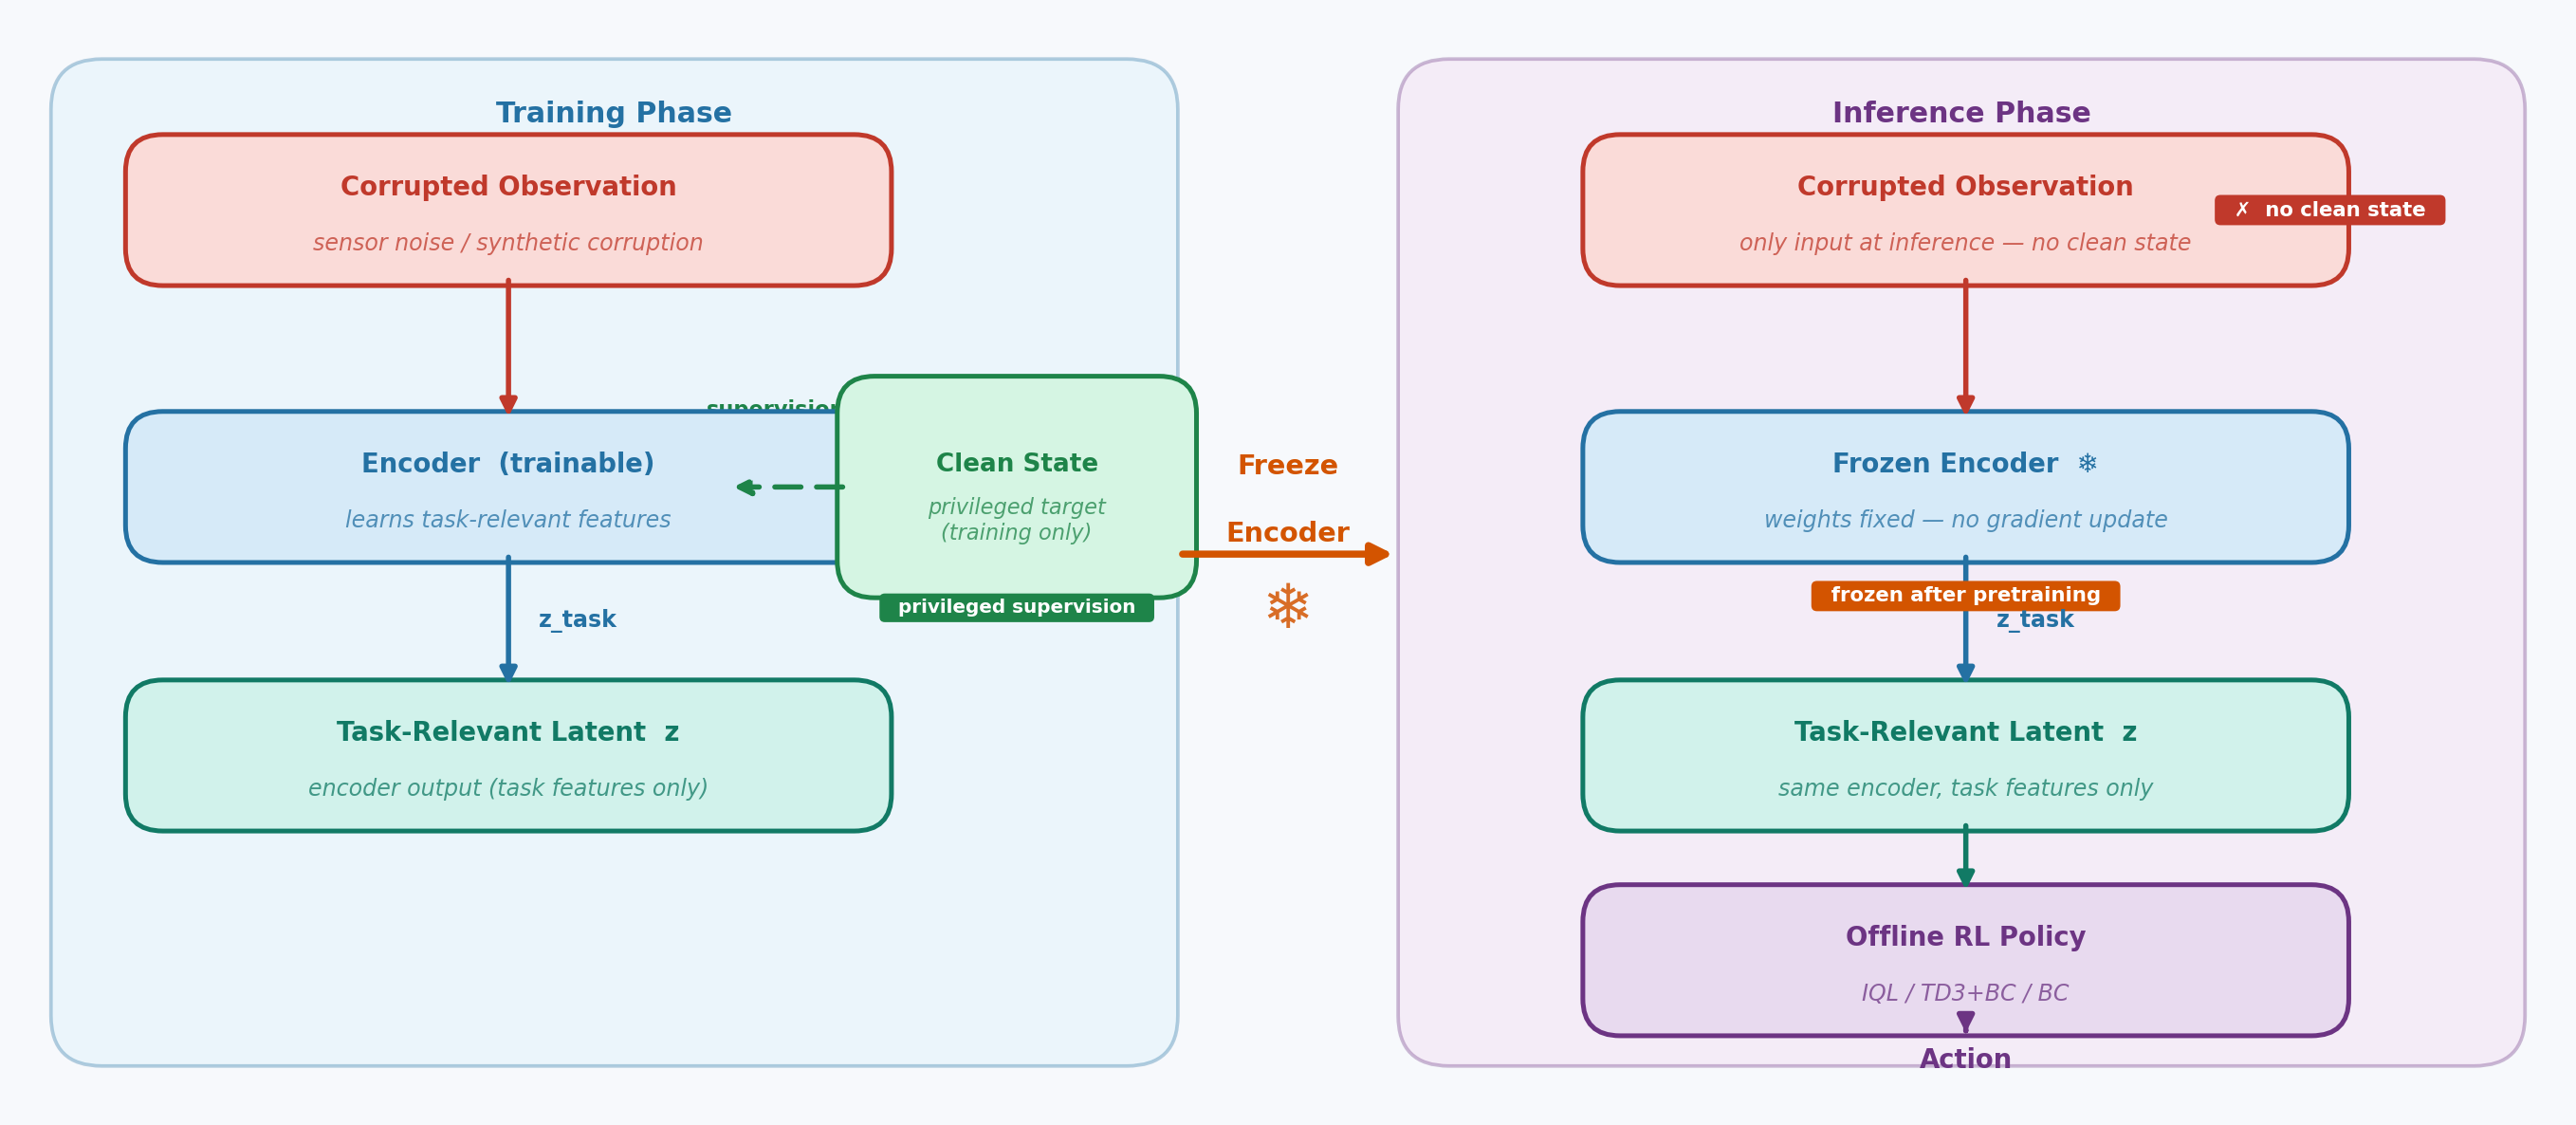 Training Phase
Corrupted Observation
sensor noise / synthetic corruption
supervision
Encoder  (trainable)
learns task-relevant features
Clean State
privileged target
(training only)
privileged supervision
z_task
Task-Relevant Latent  z
encoder output (task features only)
Freeze
Encoder
❄
Inference Phase
Corrupted Observation
✗  no clean state
only input at inference — no clean state
Frozen Encoder  ❄
weights fixed — no gradient update
frozen after pretraining
z_task
Task-Relevant Latent  z
same encoder, task features only
Offline RL Policy
IQL / TD3+BC / BC
Action